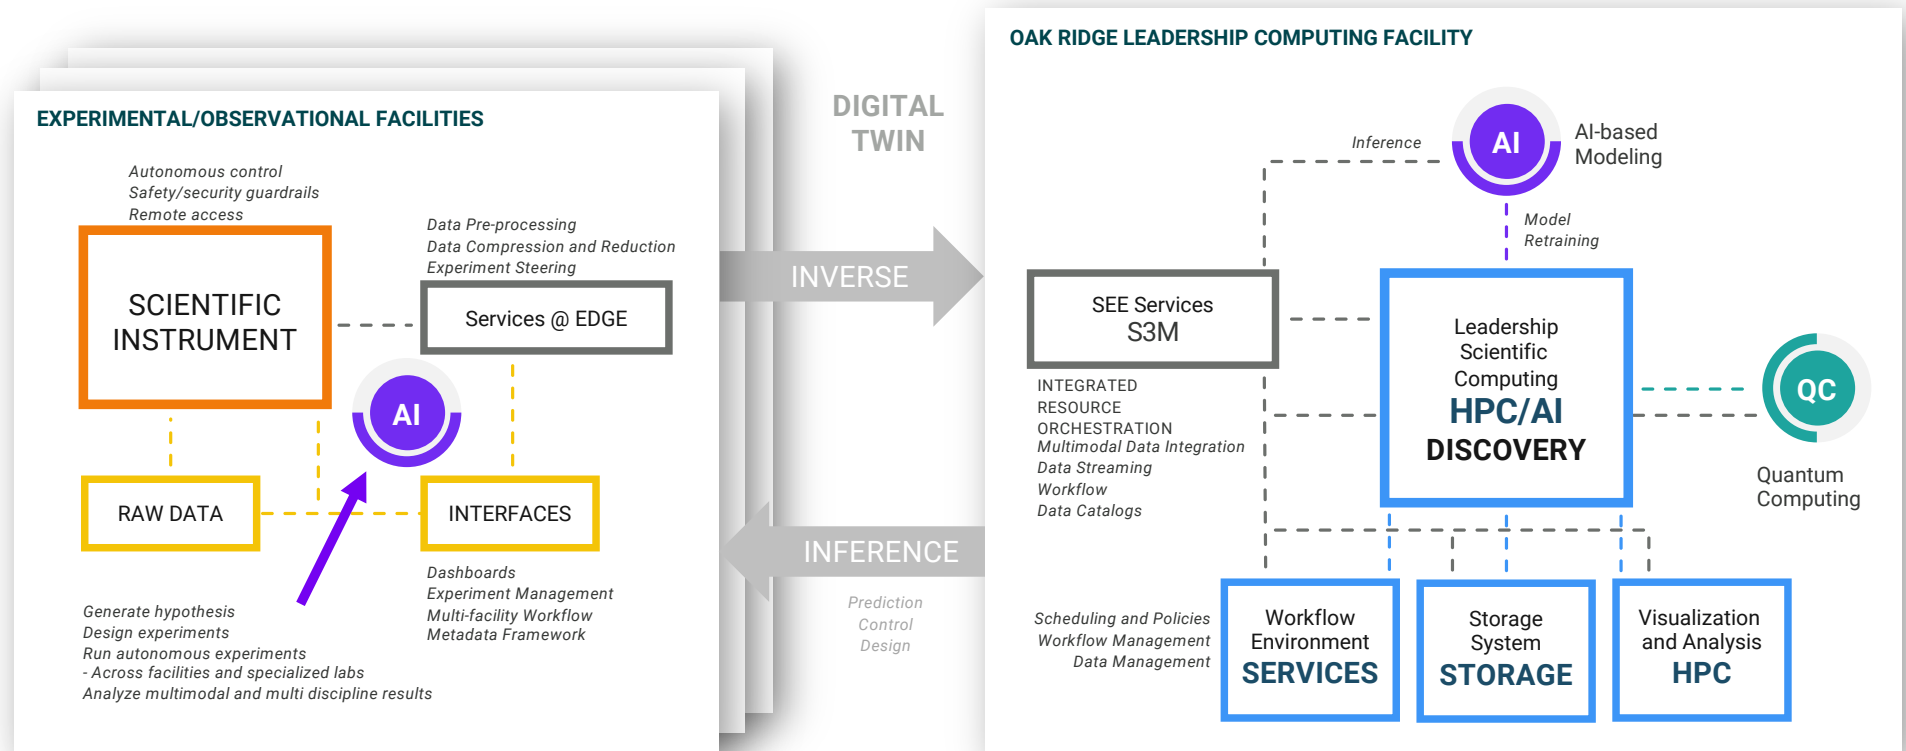 EXPERIMENTAL/OBSERVATIONAL FACILITIES
Autonomous control
Safety/security guardrails
Remote access
SCIENTIFIC
INSTRUMENT
Data Pre-processing
Data Compression and Reduction
Experiment Steering
Services @ EDGE
AI
RAW DATA
INTERFACES
Dashboards
Experiment Management
Multi-facility Workflow
Metadata Framework
Generate hypothesis
Design experiments
Run autonomous experiments
- Across facilities and specialized labs
Analyze multimodal and multi discipline results
DIGITAL
TWIN
INVERSE
INFERENCE
Prediction
Control
Design
OAK RIDGE LEADERSHIP COMPUTING FACILITY
Inference
AI
AI-based
Modeling
Model
Retraining
SEE Services
S3M
INTEGRATED
RESOURCE
ORCHESTRATION
Multimodal Data Integration
Data Streaming
Workflow
Data Catalogs
Leadership
Scientific
Computing
HPC/AI
DISCOVERY
QC
Quantum
Computing
Scheduling and Policies
Workflow Management
Data Management
Workflow
Environment
SERVICES
Storage
System
STORAGE
Visualization
and Analysis
HPC